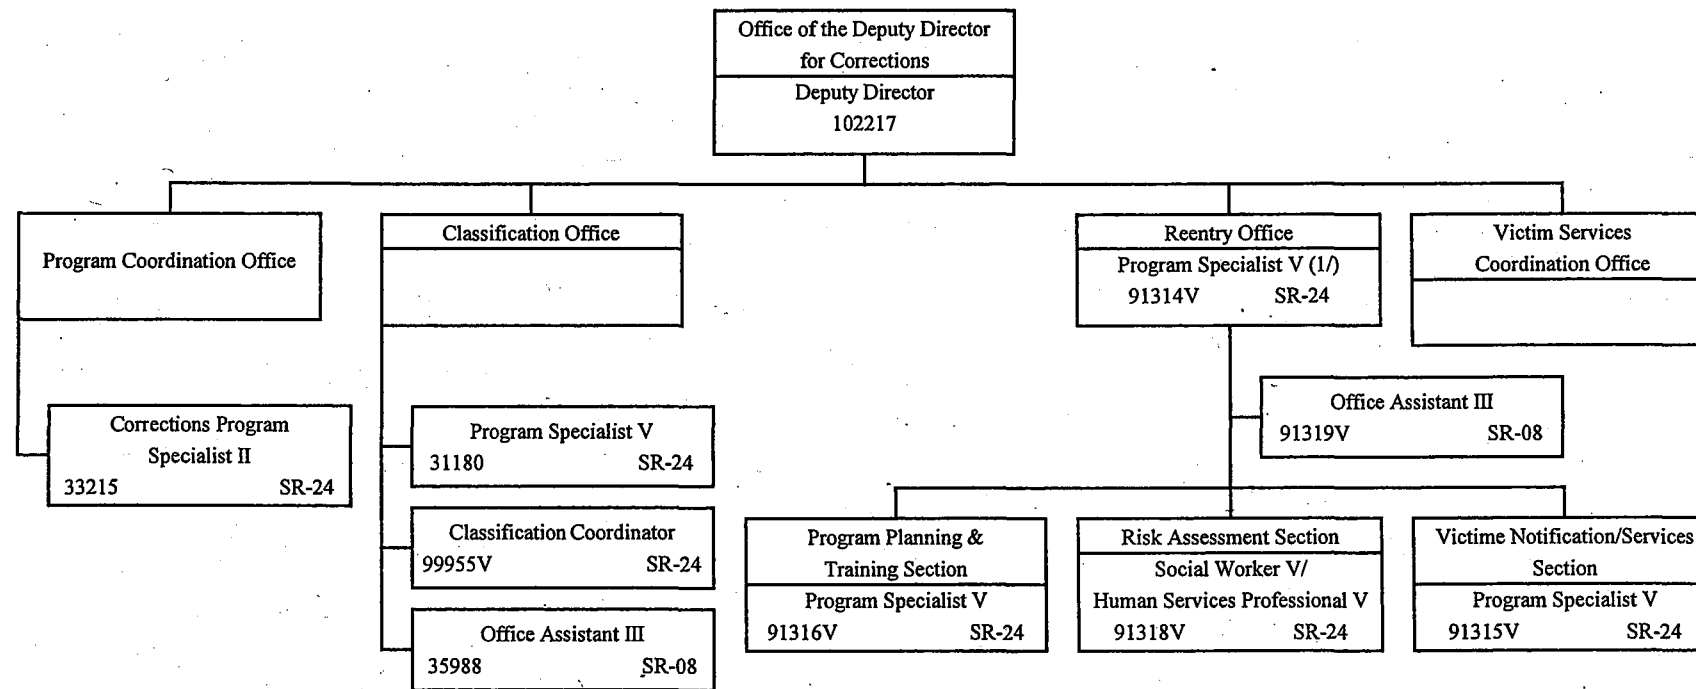 Office of the Deputy Director
for Corrections
Deputy Director
102217
Program Coordination Office
Corrections Program
Specialist II
33215 SR-24
Classification Office
Program Specialist V
31180 SR-24
Classification Coordinator
99955V SR-24
Office Assistant III
35988 SR-08
Reentry Office
Program Specialist V (1/)
91314V SR-24
Office Assistant III
91319V SR-08
Program Planning &
Training Section
Program Specialist V
91316V SR-24
Risk Assessment Section
Social Worker V/
Human Services Professional V
91318V SR-24
Victime Notification/Services
Section
Program Specialist V
91315V SR-24
Victim Services
Coordination Office